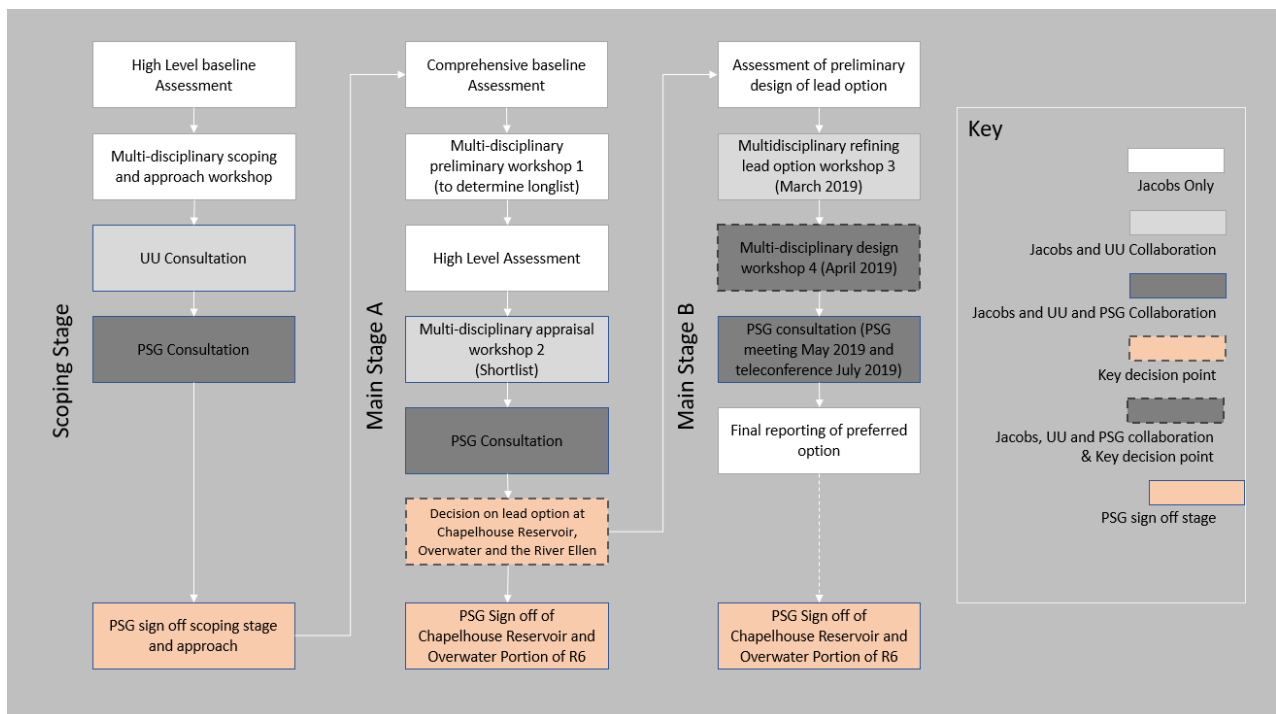 Scoping Stage
High Level baseline
Assessment
Multi-disciplinary scoping
and approach workshop
UU Consultation
PSG Consultation
PSG sign off scoping stage
and approach
Main Stage A
Comprehensive baseline
Assessment
Multi-disciplinary
preliminary workshop 1
(to determine longlist)
High Level Assessment
Multi-disciplinary appraisal
workshop 2
(Shortlist)
PSG Consultation
Decision on lead option at
Chapelhouse Reservoir,
Overwater and the River Ellen
PSG Sign off of
Chapelhouse Reservoir and
Overwater Portion of R6
Main Stage B
Assessment of preliminary
design of lead option
Multidisciplinary refining
lead option workshop 3
(March 2019)
Multi-disciplinary design
workshop 4 (April 2019)
PSG consultation (PSG
meeting May 2019 and
teleconference July 2019)
Final reporting of preferred
option
PSG Sign off of
Chapelhouse Reservoir and
Overwater Portion of R6
Key
Jacobs Only
Jacobs and UU Collaboration
Jacobs and UU and PSG Collaboration
Key decision point
Jacobs, UU and PSG collaboration
& Key decision point
PSG sign off stage